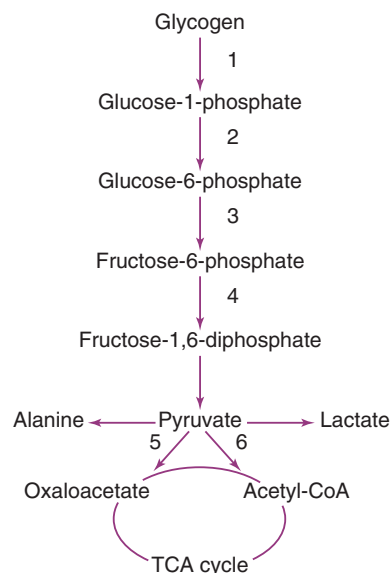 Glycogen
1
Glucose-1-phosphate
2
Glucose-6-phosphate
3
Fructose-6-phosphate
4
Fructose-1,6-diphosphate
Alanine Pyruvate Lactate
5 6
Oxaloacetate Acetyl-CoA
TCA cycle